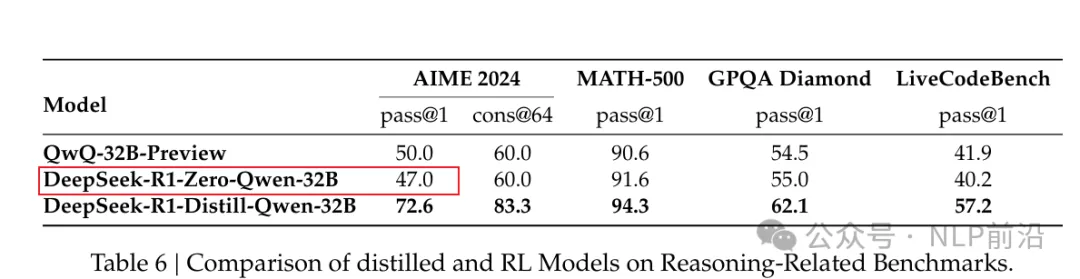 AIME 2024 MATH-500 GPQA Diamond LiveCodeBench
Model
pass@1 cons@64 pass@1 pass@1 pass@1
QwQ-32B-Preview 50.0 60.0 90.6 54.5 41.9
DeepSeek-R1-Zero-Qwen-32B 47.0 60.0 91.6 55.0 40.2
DeepSeek-R1-Distill-Qwen-32B 72.6 83.3 94.3 62.1 57.2
公众号 · NLP前沿
Table 6 | Comparison of distilled and RL Models on Reasoning-Related Benchmarks.